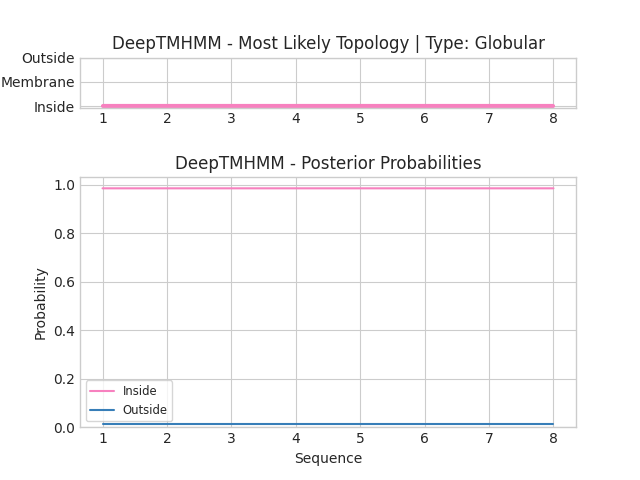 DeepTMHMM - Most Likely Topology | Type: Globular
Outside
Membrane
Inside
1 2 3 4 5 6 7 8
DeepTMHMM - Posterior Probabilities
1.0
0.8
0.6
0.4
0.2
0.0
Probability
Inside
Outside
1 2 3 4 5 6 7 8
Sequence